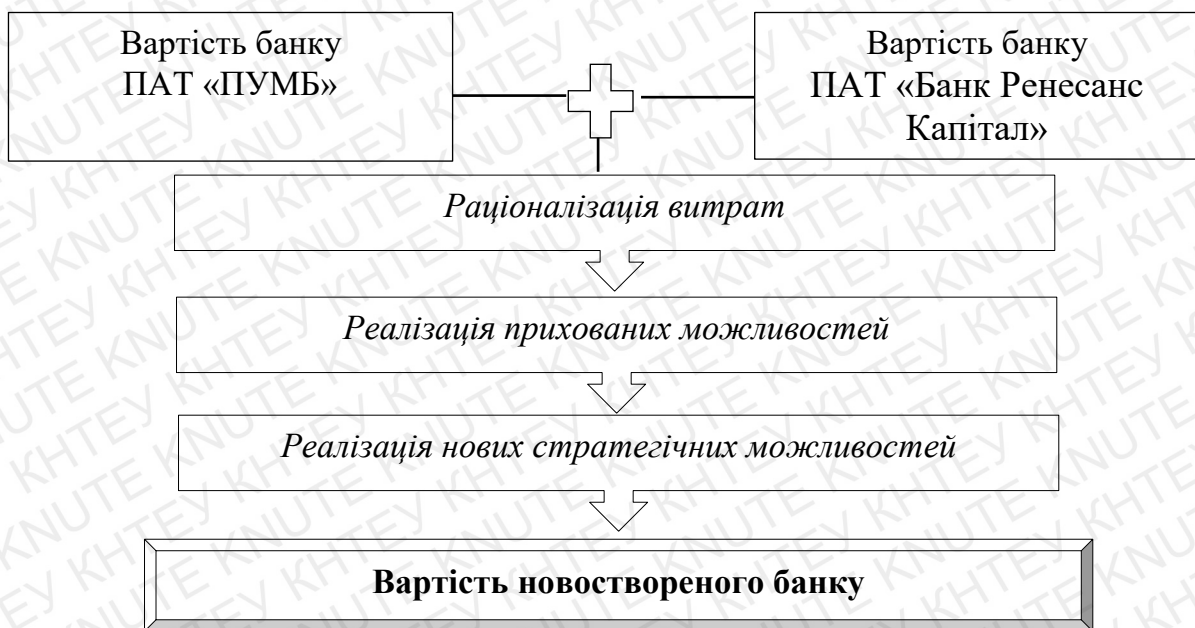 Вартість банку
ПАТ «ПУМБ»
Вартість банку
ПАТ «Банк Ренесанс
Капітал»
Раціоналізація витрат
Реалізація прихованих можливостей
Реалізація нових стратегічних можливостей
Вартість новоствореного банку